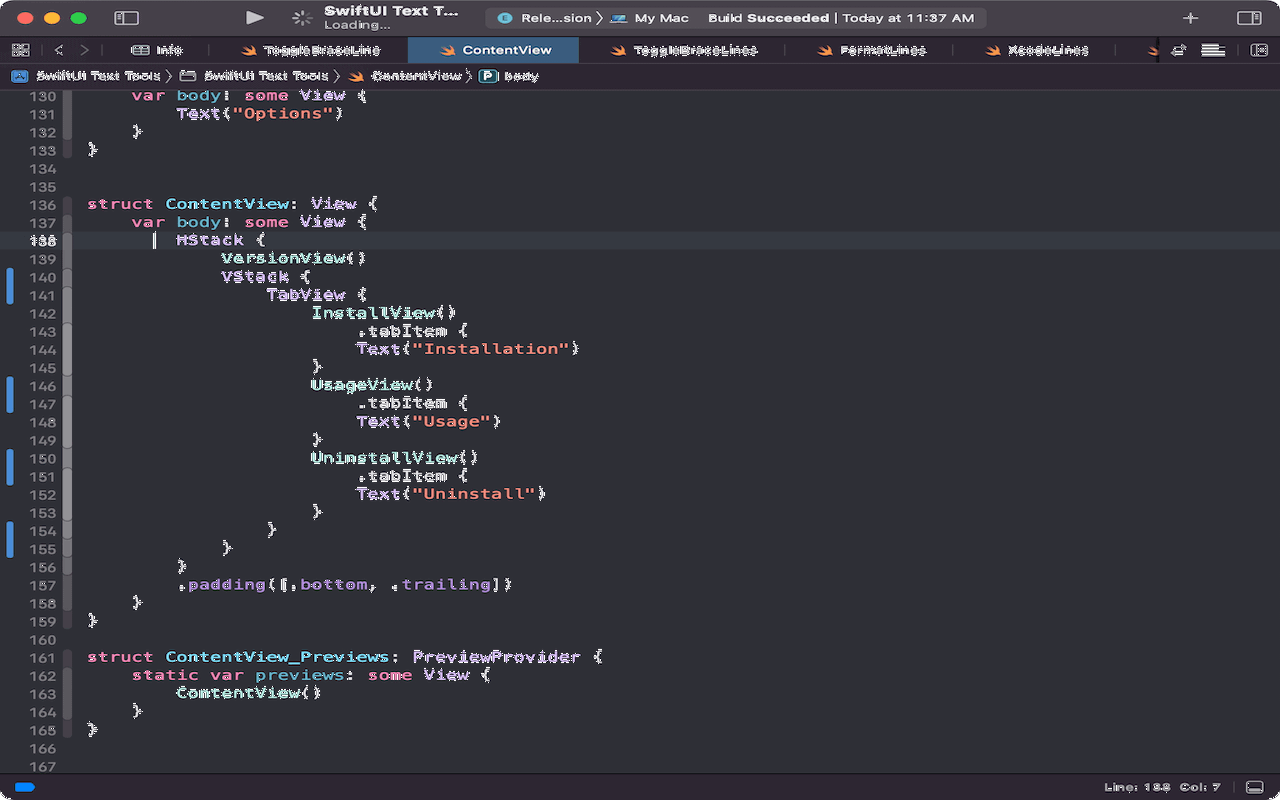 SwiftUI Text T...
Loading...
E Rele...sion 〉 My Mac Build Succeeded | Today at 11:37 AM
Info ToggleBraceLine ContentView ToggleBraceLines FormatLines XcodeLines
SwiftUI Text Tools 〉 SwiftUI Text Tools 〉 ContentView 〉 P body
130 var body: some View {
131 Text("Options")
132 }
133 }
134
135
136 struct ContentView: View {
137 var body: some View {
138 HStack {
139 VersionView()
140 VStack {
141 TabView {
142 InstallView()
143 .tabItem {
144 Text("Installation")
145 }
146 UsageView()
147 .tabItem {
148 Text("Usage")
149 }
150 UninstallView()
151 .tabItem {
152 Text("Uninstall")
153 }
154 }
155 }
156 }
157 .padding([.bottom, .trailing])
158 }
159 }
160
161 struct ContentView_Previews: PreviewProvider {
162 static var previews: some View {
163 ContentView()
164 }
165 }
166
167
Line: 138 Col: 7